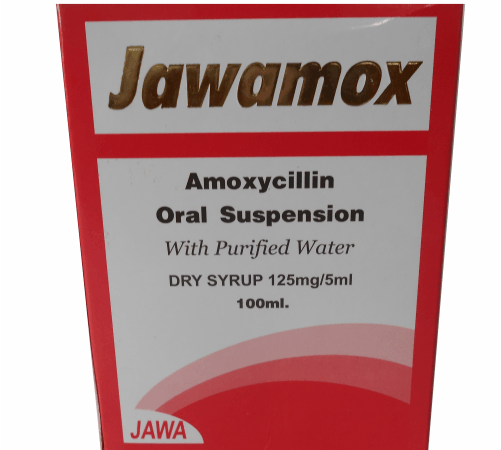 Jawamox
Amoxycillin
Oral Suspension
With Purified Water
DRY SYRUP 125mg/5ml
100ml.
JAWA